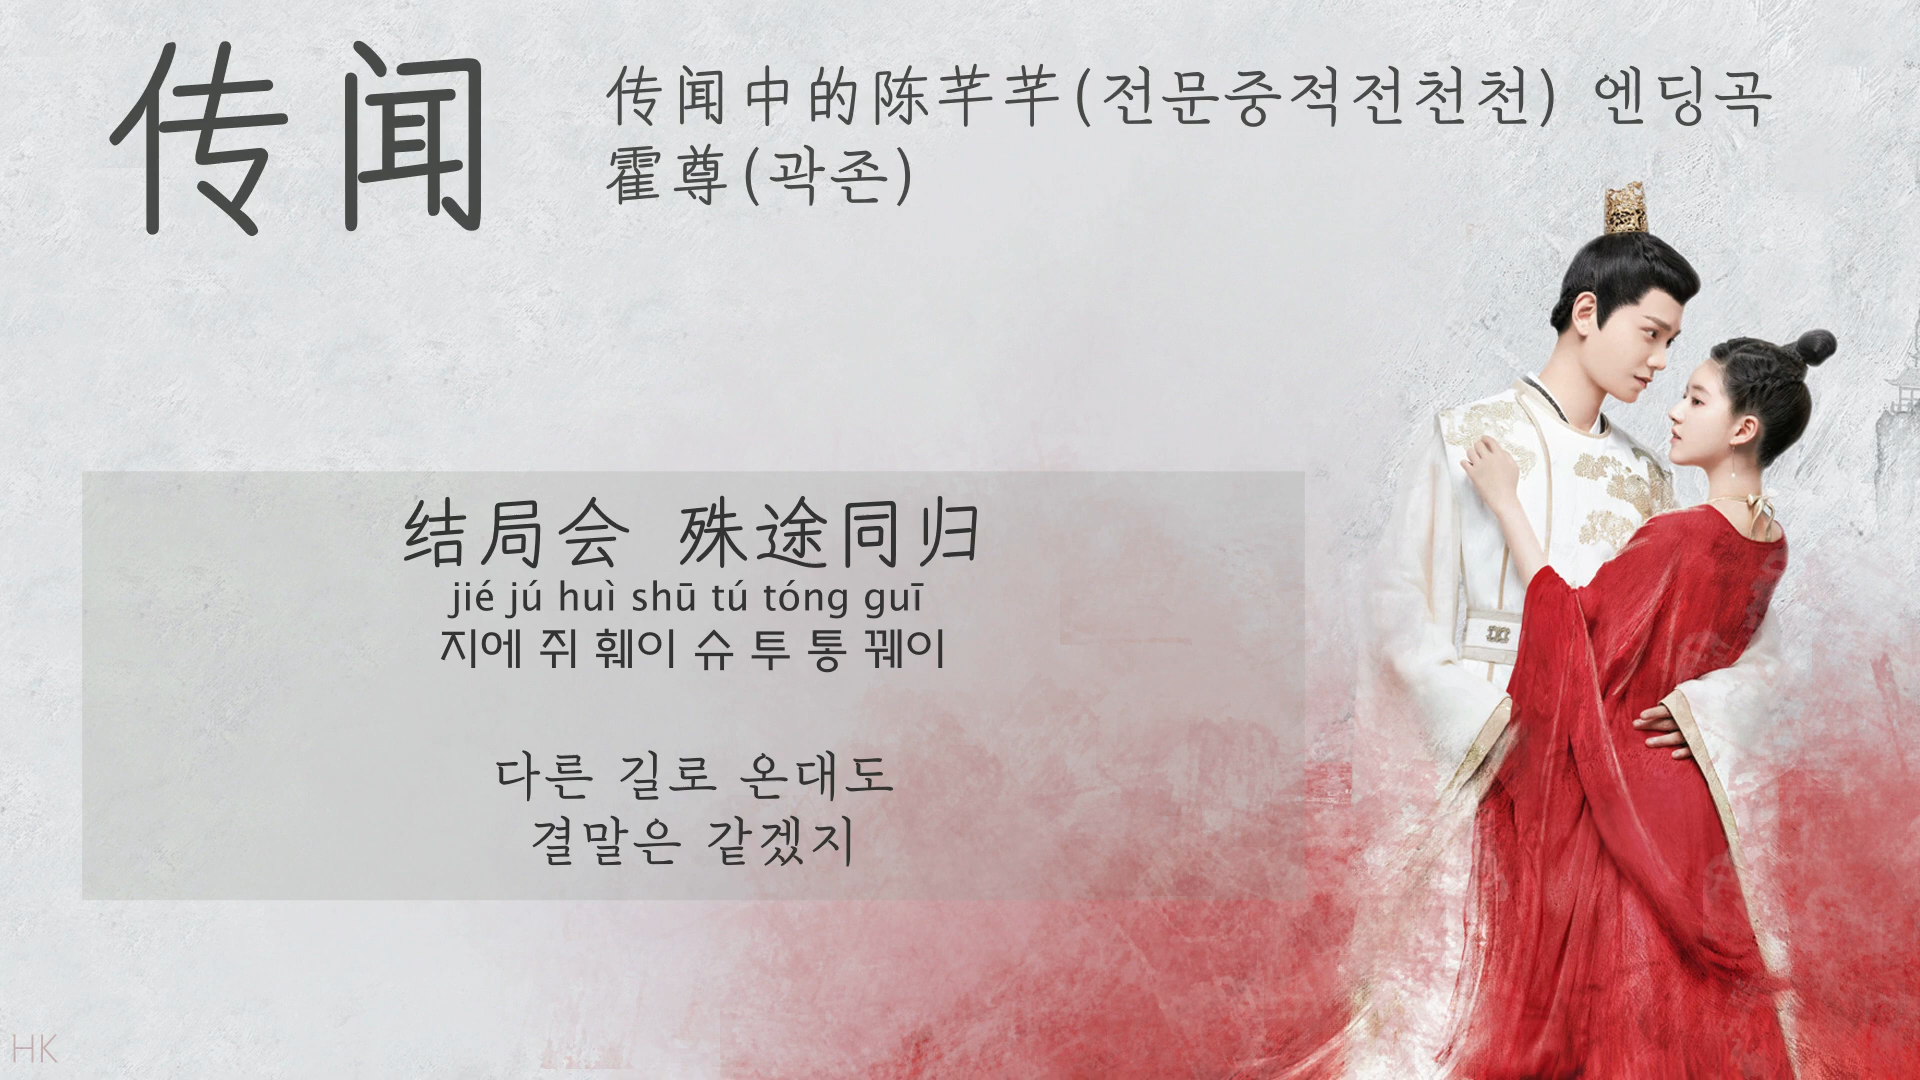 传闻
传闻中的陈芊芊(전문중적전천천) 엔딩곡
霍尊(곽존)
结局会 殊途同归
jié jú huì shū tú tóng guī
지에 쥐 훼이 슈 투 통 꿰이
다른 길로 온대도
결말은 같겠지
HK